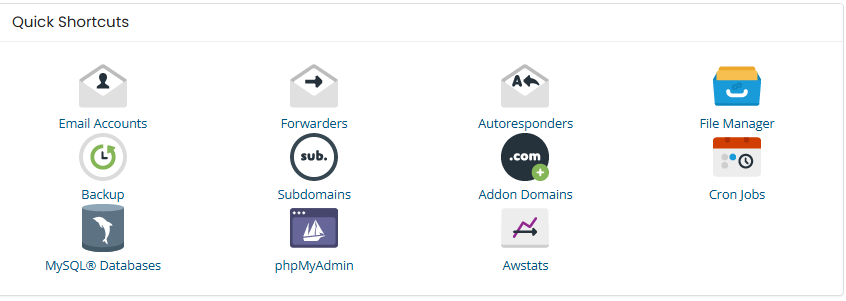 Quick Shortcuts
A
Email Accounts
Forwarders
Autoresponders
File Manager
sub.
.com
Backup
Subdomains
Addon Domains
Cron Jobs
MySQL® Databases
phpMyAdmin
Awstats